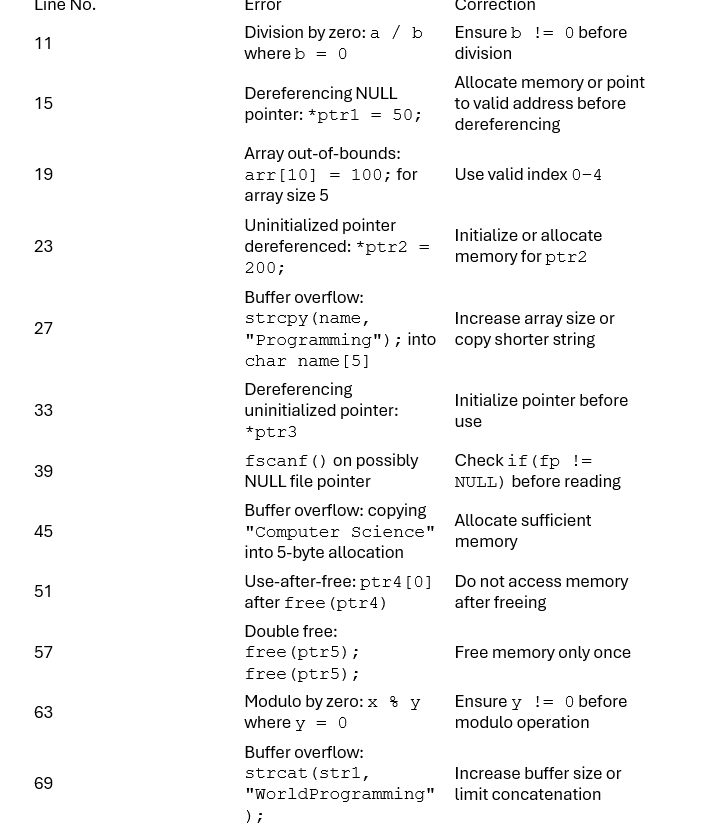 Line No. Error Correction
11 Division by zero: a / b where b = 0 Ensure b != 0 before division
15 Dereferencing NULL pointer: *ptr1 = 50; Allocate memory or point to valid address before dereferencing
19 Array out-of-bounds: arr[10] = 100; for array size 5 Use valid index 0–4
23 Uninitialized pointer dereferenced: *ptr2 = 200; Initialize or allocate memory for ptr2
27 Buffer overflow: strcpy(name, "Programming"); into char name[5] Increase array size or copy shorter string
33 Dereferencing uninitialized pointer: *ptr3 Initialize pointer before use
39 fscanf() on possibly NULL file pointer Check if(fp != NULL) before reading
45 Buffer overflow: copying "Computer Science" into 5-byte allocation Allocate sufficient memory
51 Use-after-free: ptr4[0] after free(ptr4) Do not access memory after freeing
57 Double free: free(ptr5); free(ptr5); Free memory only once
63 Modulo by zero: x % y where y = 0 Ensure y != 0 before modulo operation
69 Buffer overflow: strcat(str1, "WorldProgramming"); Increase buffer size or limit concatenation